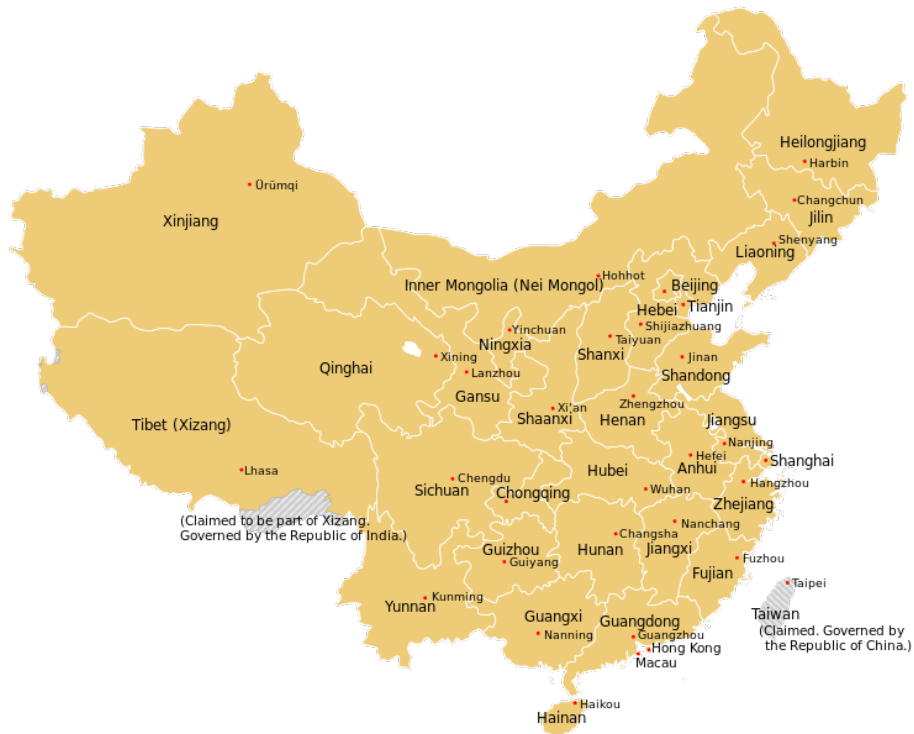 Heilongjiang
Harbin
Ürümqi
Changchun
Jilin
Xinjiang
Shenyang
Liaoning
Hohhot
Inner Mongolia (Nei Mongol)
Beijing
Hebei
Tianjin
Shijiazhuang
Yinchuan
Ningxia
Taiyuan
Shanxi
Jinan
Xining
Qinghai
Lanzhou
Shandong
Gansu
Zhengzhou
Xi'an
Shaanxi
Henan
Jiangsu
Tibet (Xizang)
Nanjing
Hefei
Shanghai
Anhui
Lhasa
Hubei
Chengdu
Hangzhou
Sichuan
Chongqing
Wuhan
Zhejiang
(Claimed to be part of Xizang.
Governed by the Republic of India.)
Nanchang
Changsha
Guizhou
Hunan
Jiangxi
Guiyang
Fuzhou
Fujian
Taipei
Kunming
Yunnan
Taiwan
Guangxi
Guangdong
(Claimed. Governed by
the Republic of China.)
Nanning
Guangzhou
Hong Kong
Macau
Haikou
Hainan